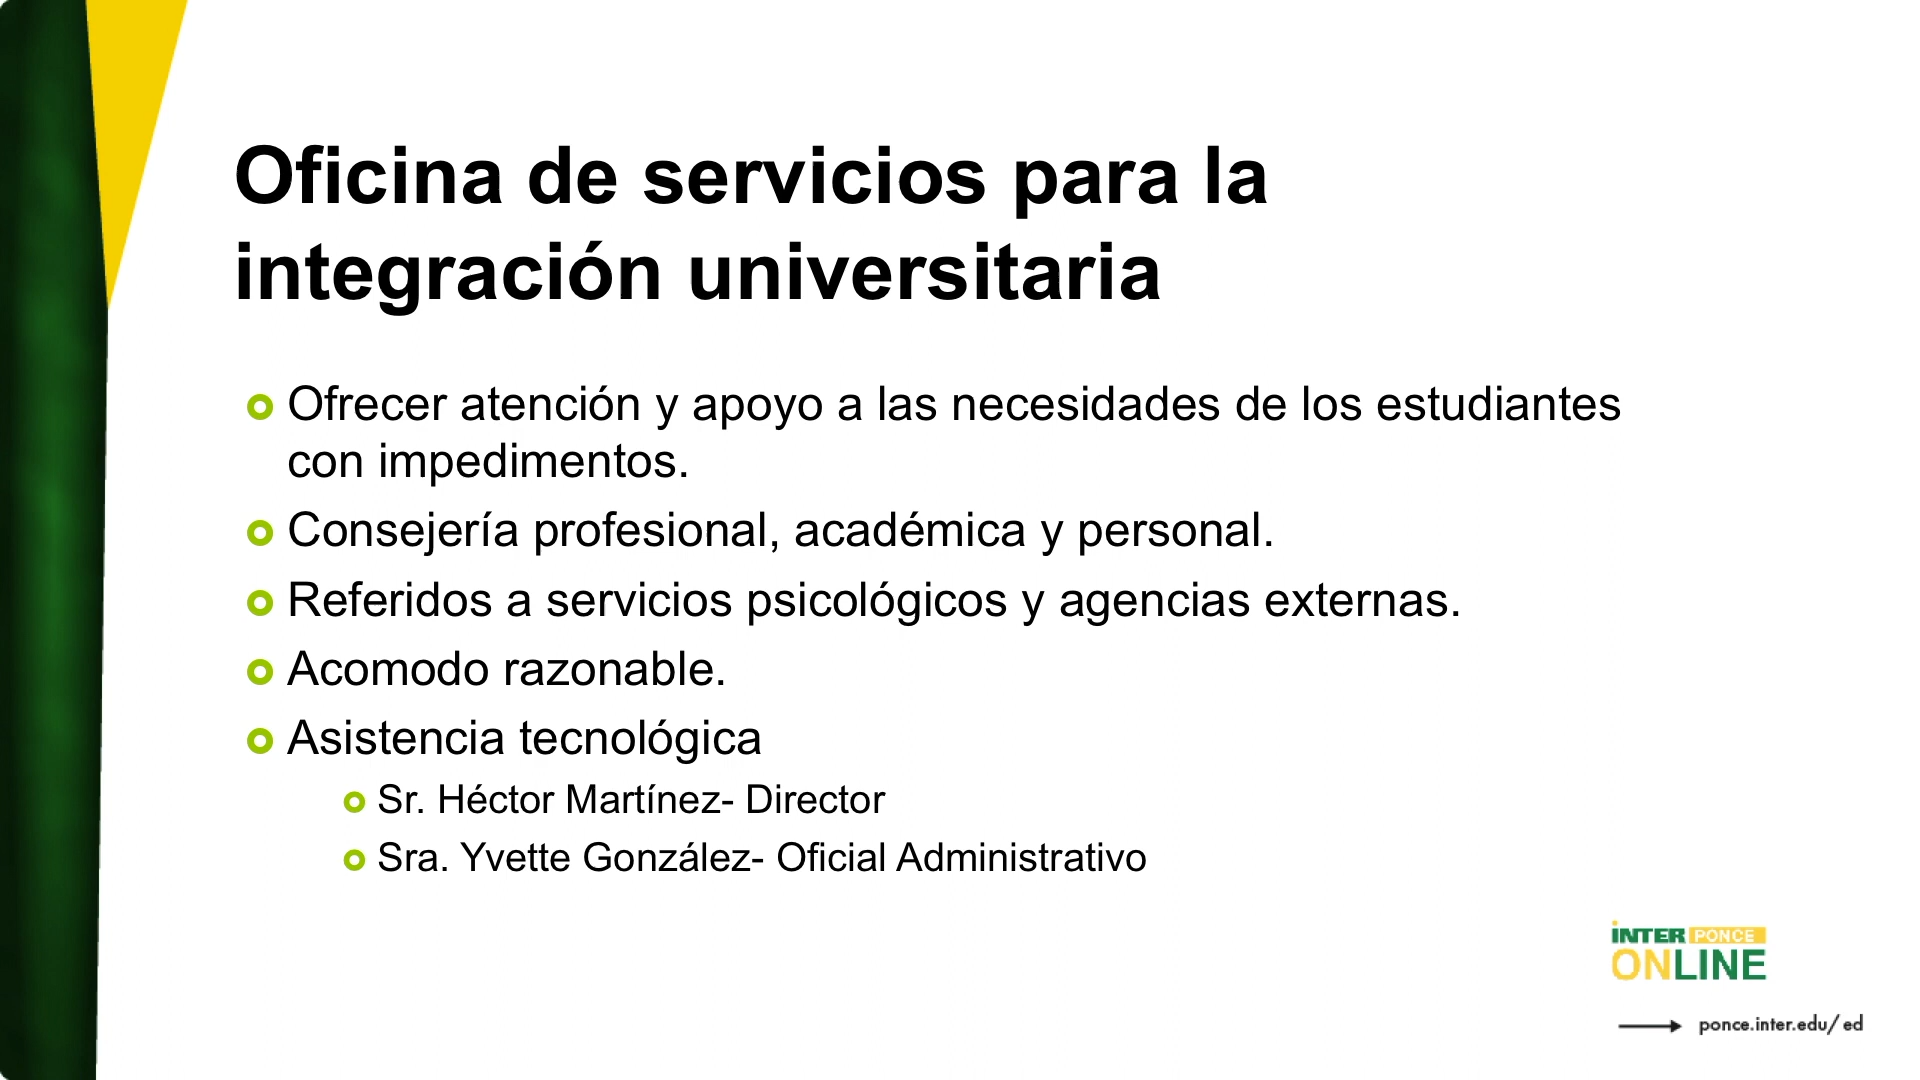 Oficina de servicios para la
integración universitaria
Ofrecer atención y apoyo a las necesidades de los estudiantes
con impedimentos.
Consejería profesional, académica y personal.
Referidos a servicios psicológicos y agencias externas.
Acomodo razonable.
Asistencia tecnológica
Sr. Héctor Martínez- Director
Sra. Yvette González- Oficial Administrativo
INTER PONCE
ONLINE
ponce.inter.edu/ed